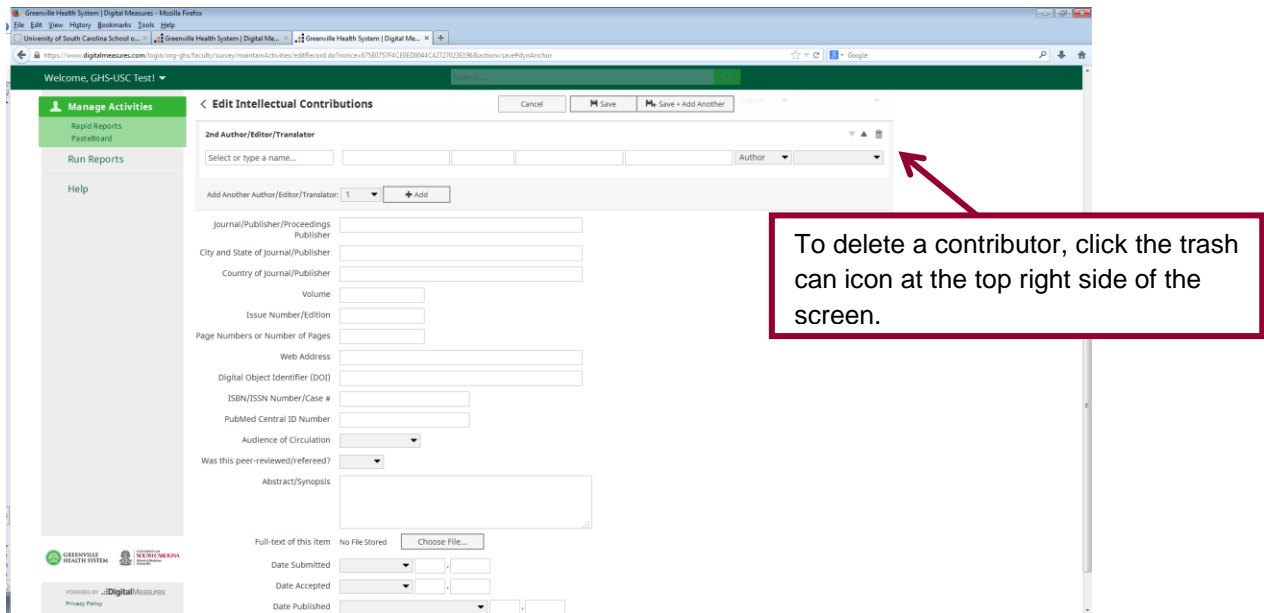 Greenville Health System | Digital Measures - Mozilla Firefox
File Edit View History Bookmarks Tools Help
University of South Carolina School o... × Greenville Health System | Digital Me... × Greenville Health System | Digital Me... × +
Google
Welcome, GHS-USC Test!
Search...
Manage Activities
Rapid Reports
PasteBoard
Run Reports
Help
< Edit Intellectual Contributions
Cancel
Save
Save + Add Another
2nd Author/Editor/Translator
Select or type a name...
Author
Add Another Author/Editor/Translator: 1
+ Add
Journal/Publisher/Proceedings
Publisher
City and State of Journal/Publisher
Country of Journal/Publisher
Volume
Issue Number/Edition
Page Numbers or Number of Pages
Web Address
Digital Object Identifier (DOI)
ISBN/ISSN Number/Case #
PubMed Central ID Number
Audience of Circulation
Was this peer-reviewed/refereed?
Abstract/Synopsis
Full-text of this item No File Stored Choose File...
Date Submitted ,
Date Accepted ,
Date Published ,
To delete a contributor, click the trash
can icon at the top right side of the
screen.
GREENVILLE
HEALTH SYSTEM
SOUTH CAROLINA
POWERED BY DigitalMeasures
Privacy Policy